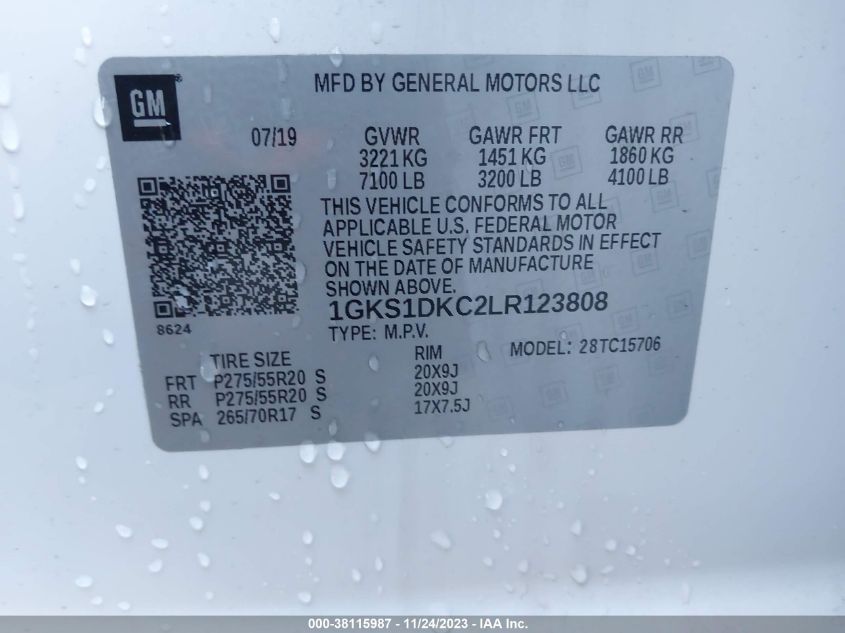 GM
MFD BY GENERAL MOTORS LLC
07/19 GVWR GAWR FRT GAWR RR
3221 KG 1451 KG 1860 KG
7100 LB 3200 LB 4100 LB
THIS VEHICLE CONFORMS TO ALL
APPLICABLE U.S. FEDERAL MOTOR
VEHICLE SAFETY STANDARDS IN EFFECT
ON THE DATE OF MANUFACTURE
SHOWN ABOVE.
1GKS1DKC2LR123808
8624
TYPE: M.P.V. MODEL: 28TC15706
TIRE SIZE RIM
FRT P275/55R20 S 20X9J
RR P275/55R20 S 20X9J
SPA 265/70R17 S 17X7.5J
000-38115987 - 11/24/2023 - IAA Inc.